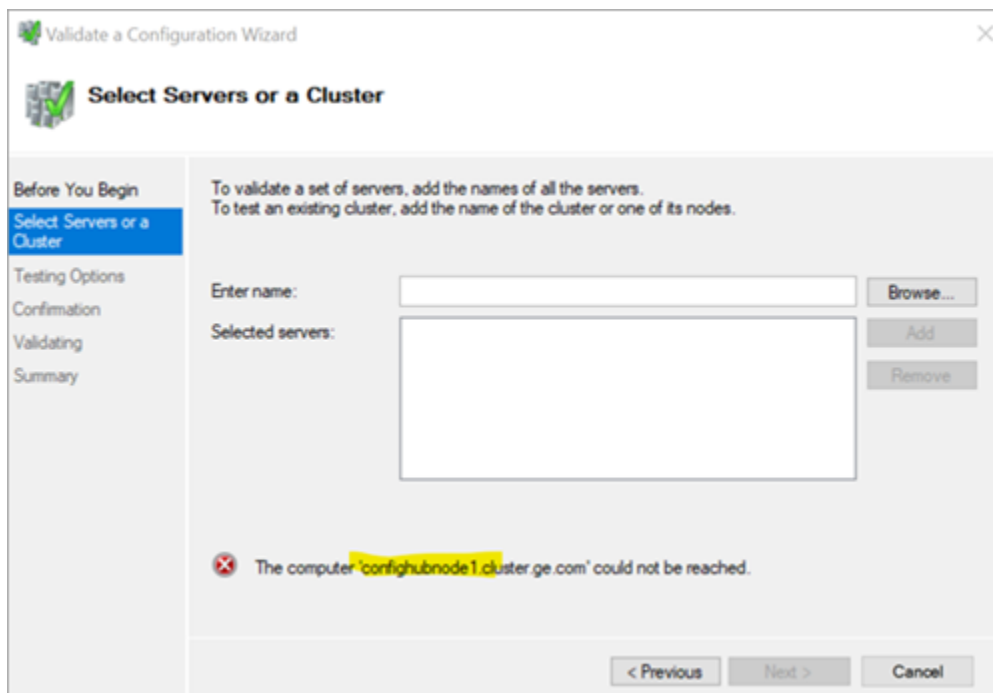 Validate a Configuration Wizard
Select Servers or a Cluster
Before You Begin
Select Servers or a
Cluster
Testing Options
Confirmation
Validating
Summary
To validate a set of servers, add the names of all the servers.
To test an existing cluster, add the name of the cluster or one of its nodes.
Enter name:
Browse...
Selected servers:
Add
Remove
The computer 'confighubnode1.cluster.ge.com' could not be reached.
< Previous
Next >
Cancel